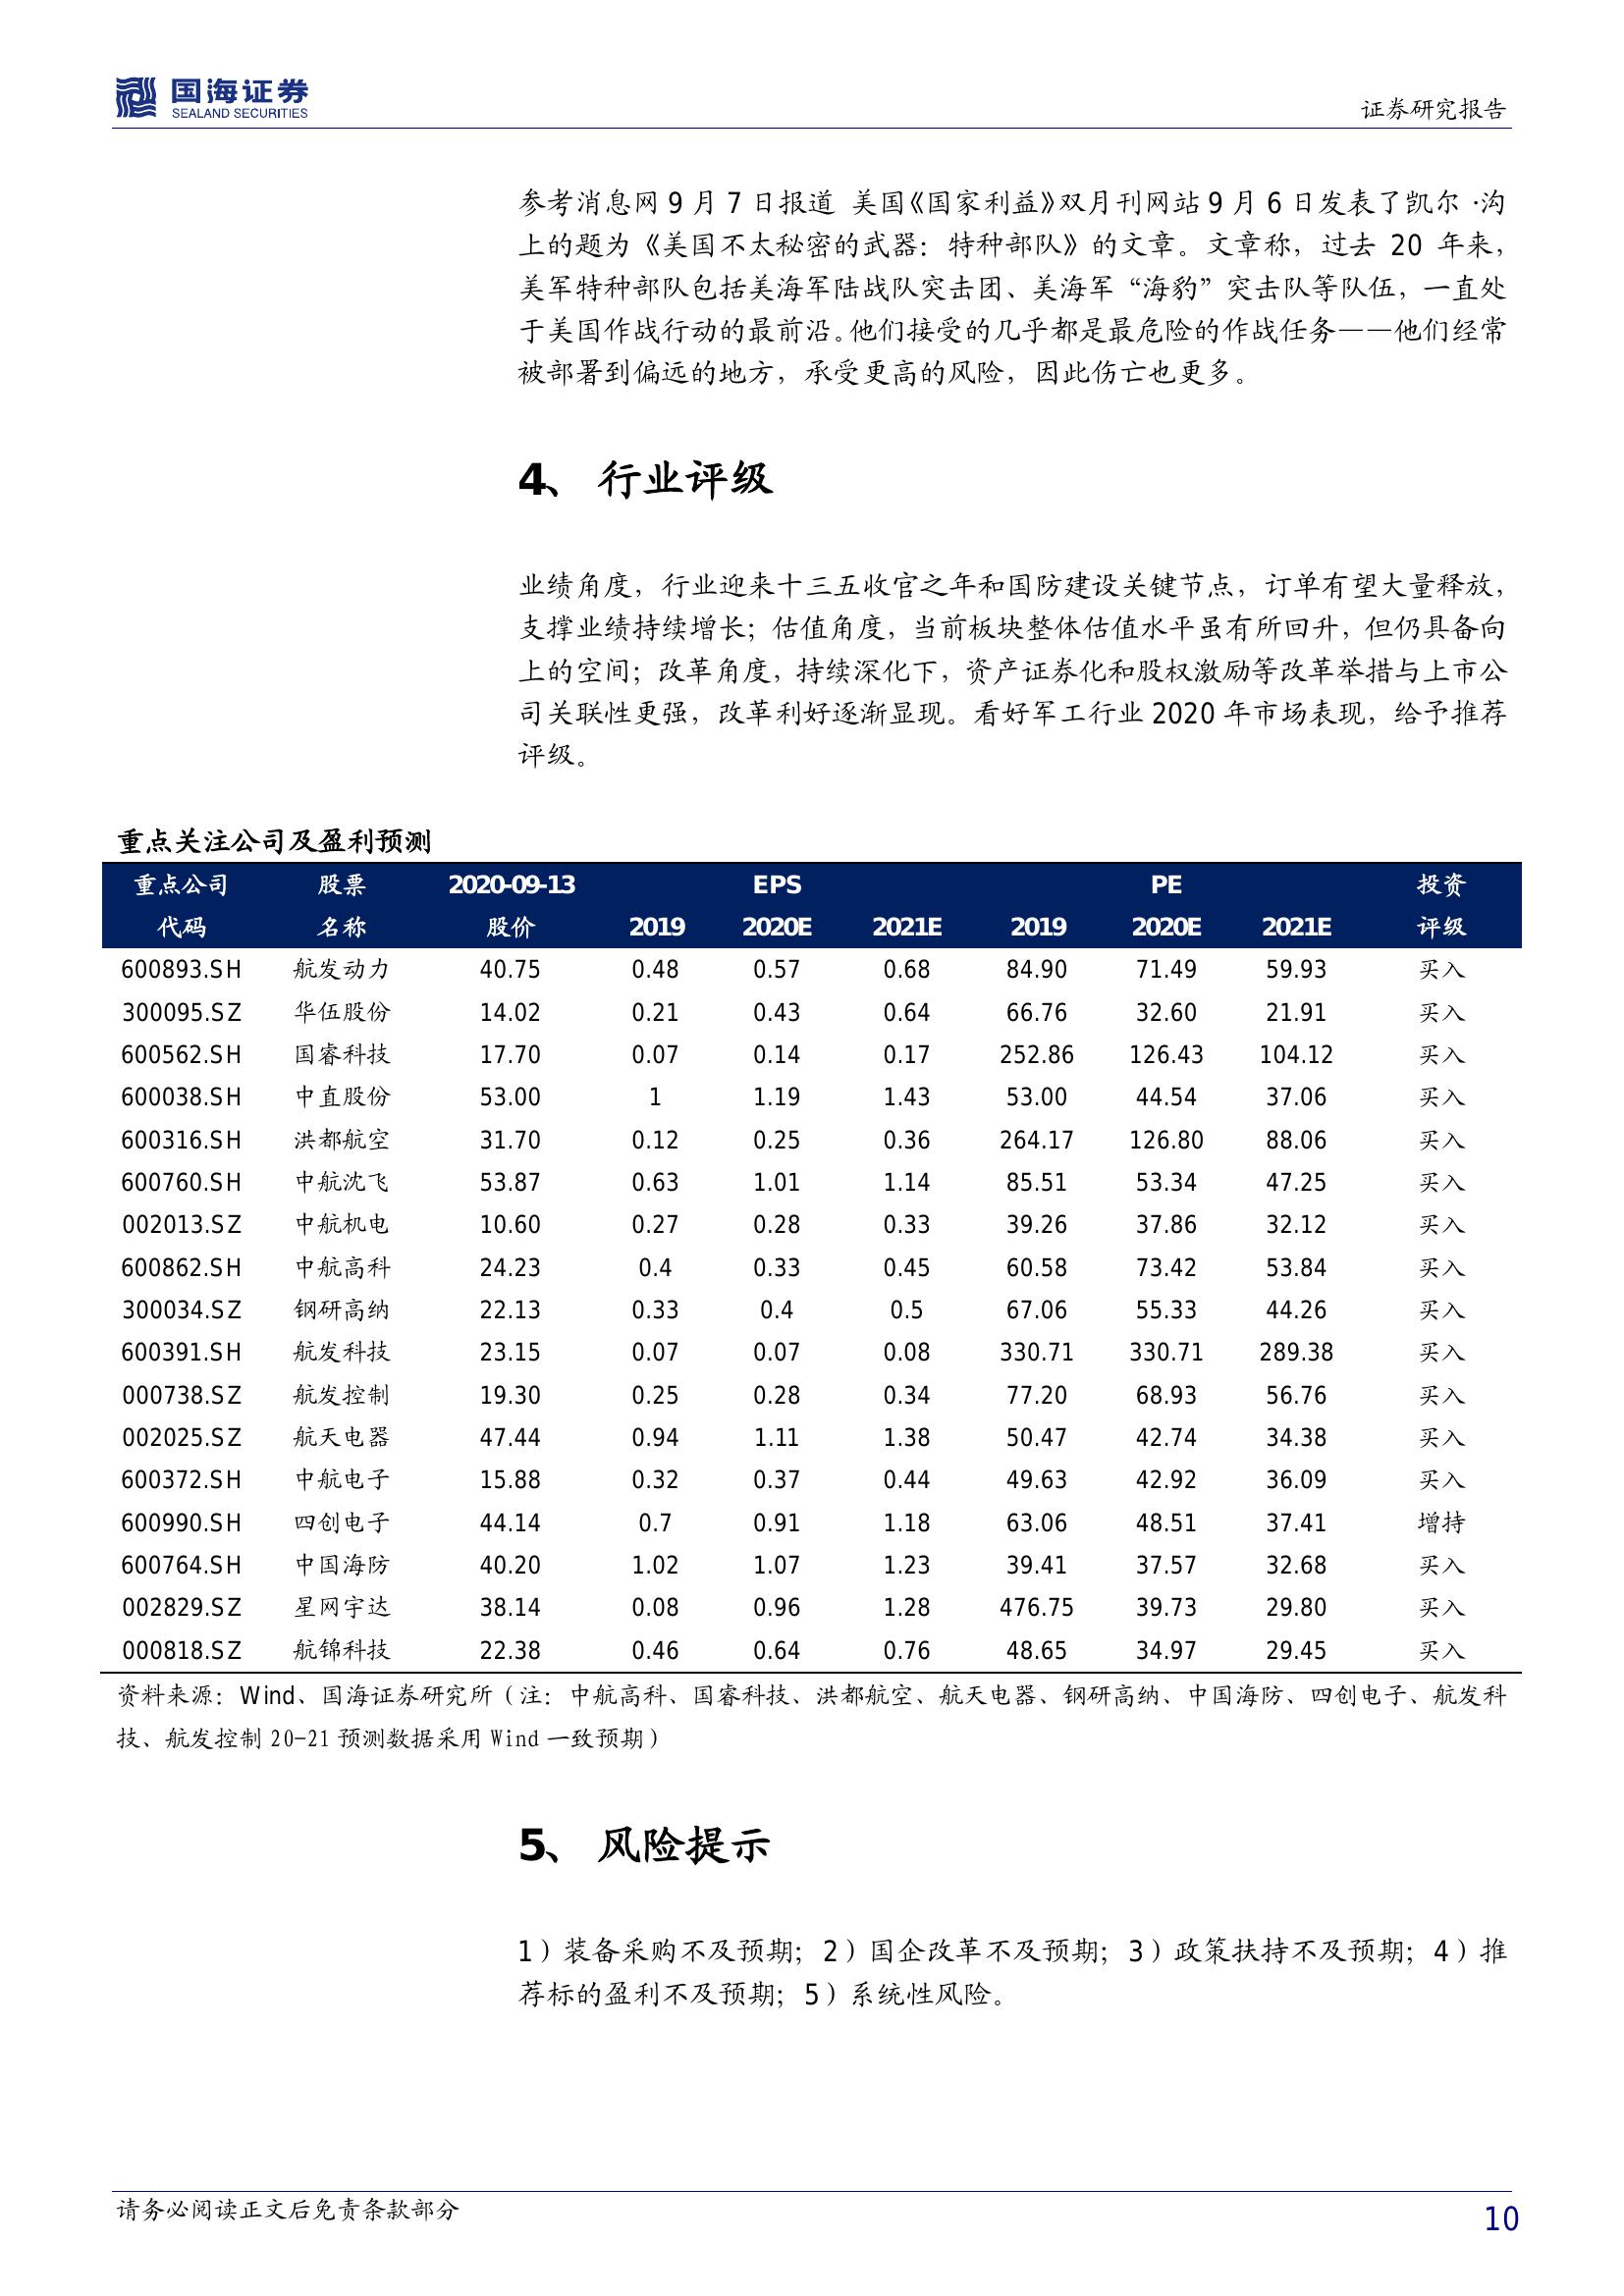 国海证券
SEALAND SECURITIES
证券研究报告
参考消息网 9 月 7 日报道 美国《国家利益》双月刊网站 9 月 6 日发表了凯尔·沟
上的题为《美国不太秘密的武器：特种部队》的文章。文章称，过去 20 年来，
美军特种部队包括美海军陆战队突击团、美海军“海豹”突击队等队伍，一直处
于美国作战行动的最前沿。他们接受的几乎都是最危险的作战任务——他们经常
被部署到偏远的地方，承受更高的风险，因此伤亡也更多。
4、 行业评级
业绩角度，行业迎来十三五收官之年和国防建设关键节点，订单有望大量释放，
支撑业绩持续增长；估值角度，当前板块整体估值水平虽有所回升，但仍具备向
上的空间；改革角度，持续深化下，资产证券化和股权激励等改革举措与上市公
司关联性更强，改革利好逐渐显现。看好军工行业 2020 年市场表现，给予推荐
评级。
重点关注公司及盈利预测
重点公司 股票 2020-09-13 EPS PE 投资
代码 名称 股价 2019 2020E 2021E 2019 2020E 2021E 评级
600893.SH 航发动力 40.75 0.48 0.57 0.68 84.90 71.49 59.93 买入
300095.SZ 华伍股份 14.02 0.21 0.43 0.64 66.76 32.60 21.91 买入
600562.SH 国睿科技 17.70 0.07 0.14 0.17 252.86 126.43 104.12 买入
600038.SH 中直股份 53.00 1 1.19 1.43 53.00 44.54 37.06 买入
600316.SH 洪都航空 31.70 0.12 0.25 0.36 264.17 126.80 88.06 买入
600760.SH 中航沈飞 53.87 0.63 1.01 1.14 85.51 53.34 47.25 买入
002013.SZ 中航机电 10.60 0.27 0.28 0.33 39.26 37.86 32.12 买入
600862.SH 中航高科 24.23 0.4 0.33 0.45 60.58 73.42 53.84 买入
300034.SZ 钢研高纳 22.13 0.33 0.4 0.5 67.06 55.33 44.26 买入
600391.SH 航发科技 23.15 0.07 0.07 0.08 330.71 330.71 289.38 买入
000738.SZ 航发控制 19.30 0.25 0.28 0.34 77.20 68.93 56.76 买入
002025.SZ 航天电器 47.44 0.94 1.11 1.38 50.47 42.74 34.38 买入
600372.SH 中航电子 15.88 0.32 0.37 0.44 49.63 42.92 36.09 买入
600990.SH 四创电子 44.14 0.7 0.91 1.18 63.06 48.51 37.41 增持
600764.SH 中国海防 40.20 1.02 1.07 1.23 39.41 37.57 32.68 买入
002829.SZ 星网宇达 38.14 0.08 0.96 1.28 476.75 39.73 29.80 买入
000818.SZ 航锦科技 22.38 0.46 0.64 0.76 48.65 34.97 29.45 买入
资料来源：Wind、国海证券研究所（注：中航高科、国睿科技、洪都航空、航天电器、钢研高纳、中国海防、四创电子、航发科
技、航发控制 20-21 预测数据采用 Wind 一致预期）
5、 风险提示
1）装备采购不及预期；2）国企改革不及预期；3）政策扶持不及预期；4）推
荐标的盈利不及预期；5）系统性风险。
请务必阅读正文后免责条款部分
10